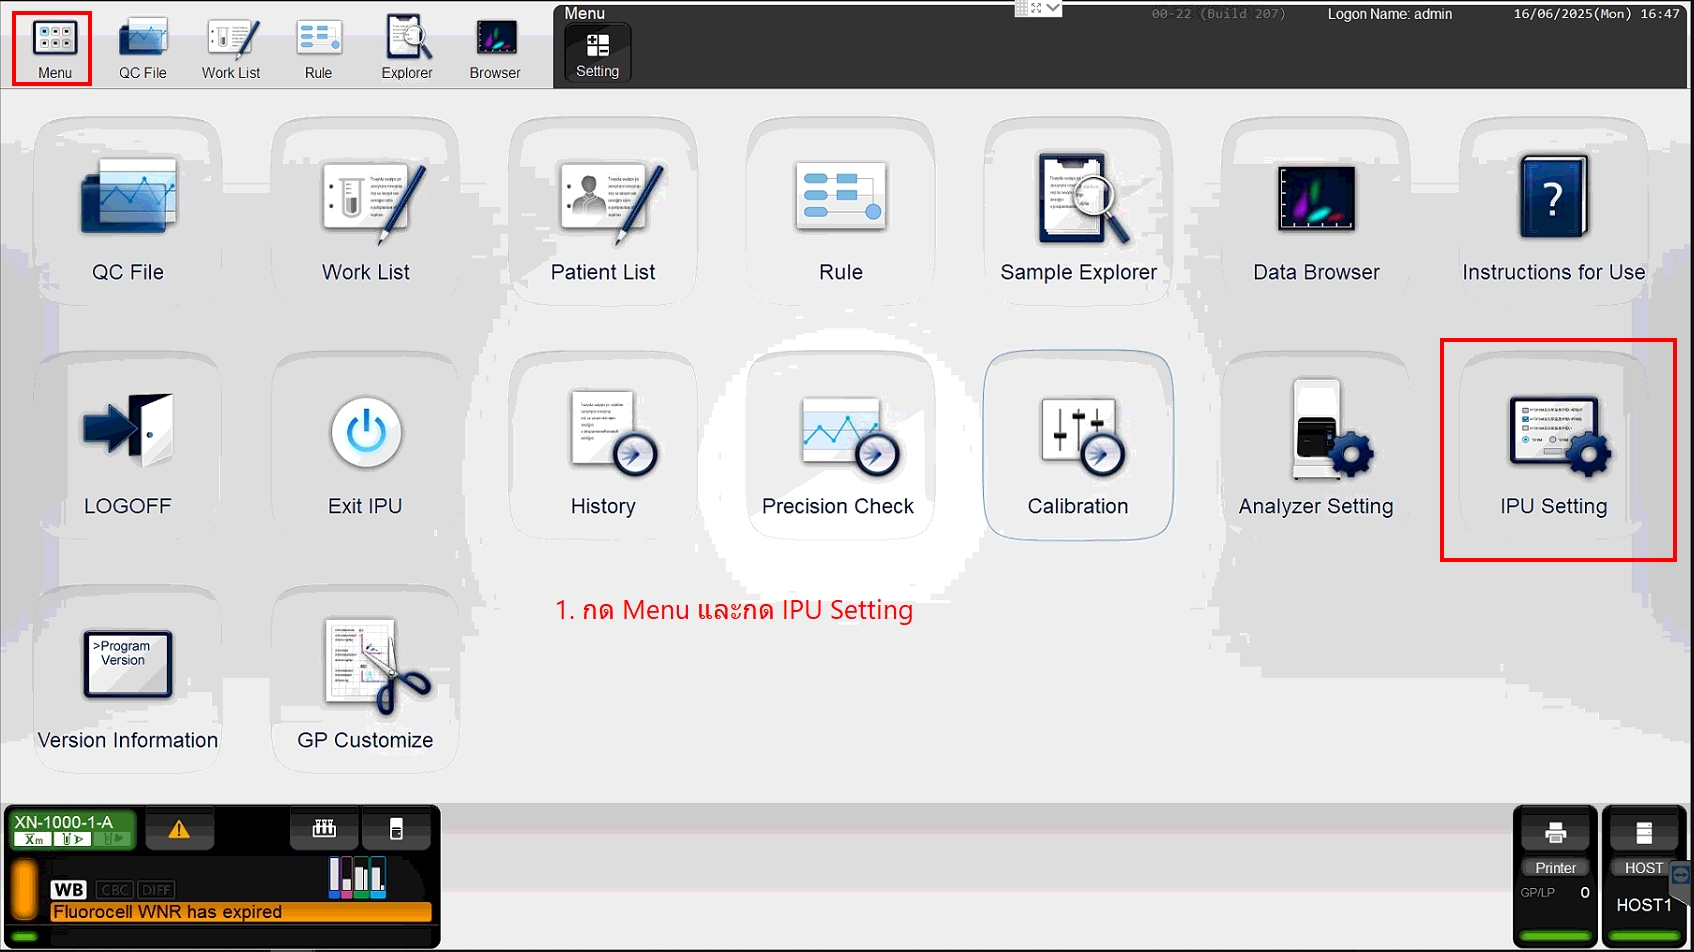 Menu
QC File
Work List
Rule
Explorer
Browser
Menu
Setting
00-22 (Build 207)
Logon Name: admin
16/06/2025(Mon) 16:47
QC File
Work List
Patient List
Rule
Sample Explorer
Data Browser
?
Instructions for Use
LOGOFF
Exit IPU
History
Precision Check
Calibration
Analyzer Setting
IPU Setting
1. กด Menu และกด IPU Setting
>Program
Version
Version Information
GP Customize
XN-1000-1-A
Xm
WB CBC DIFF
Fluorocell WNR has expired
Printer
GP/LP 0
HOST
HOST1